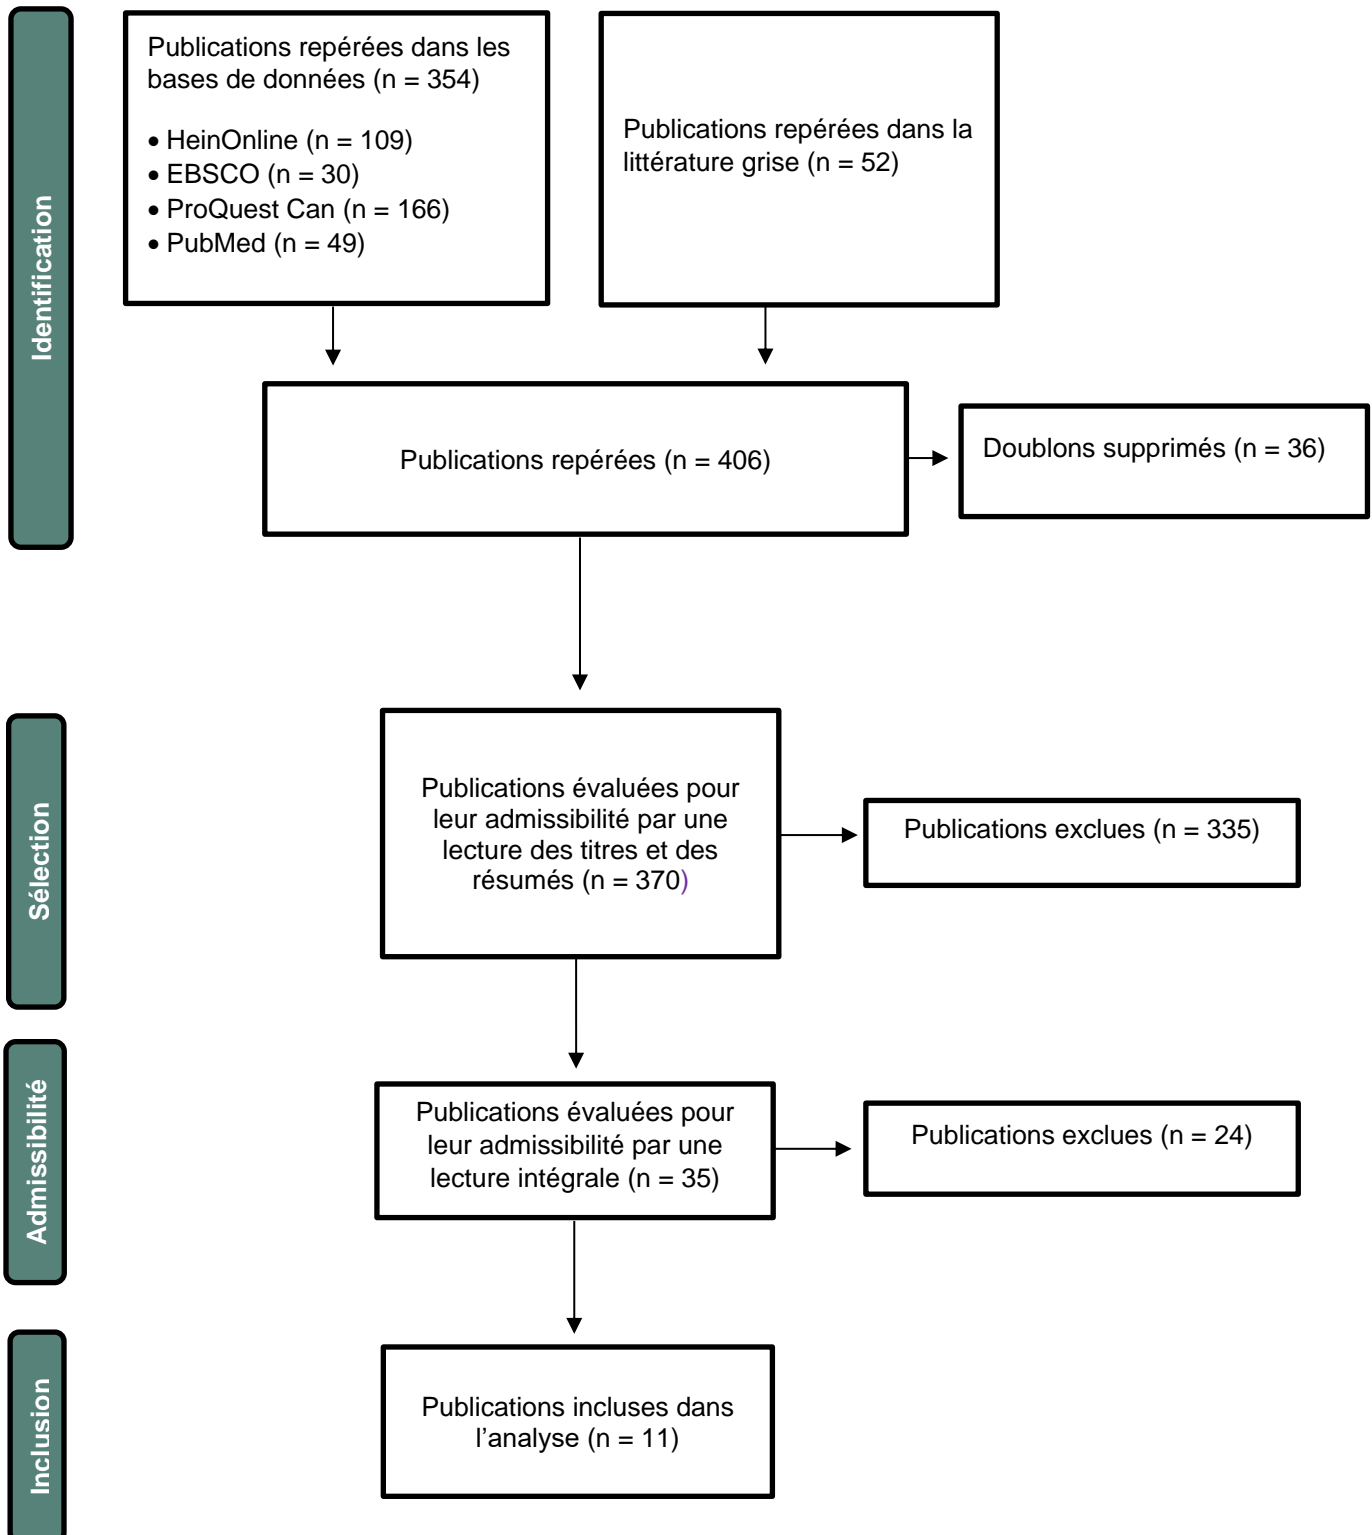 Identification
Publications repérées dans les
bases de données (n = 354)
• HeinOnline (n = 109)
• EBSCO (n = 30)
• ProQuest Can (n = 166)
• PubMed (n = 49)
Publications repérées dans la
littérature grise (n = 52)
Publications repérées (n = 406)
Doublons supprimés (n = 36)
Sélection
Publications évaluées pour
leur admissibilité par une
lecture des titres et des
résumés (n = 370)
Publications exclues (n = 335)
Admissibilité
Publications évaluées pour
leur admissibilité par une
lecture intégrale (n = 35)
Publications exclues (n = 24)
Inclusion
Publications incluses dans
l’analyse (n = 11)